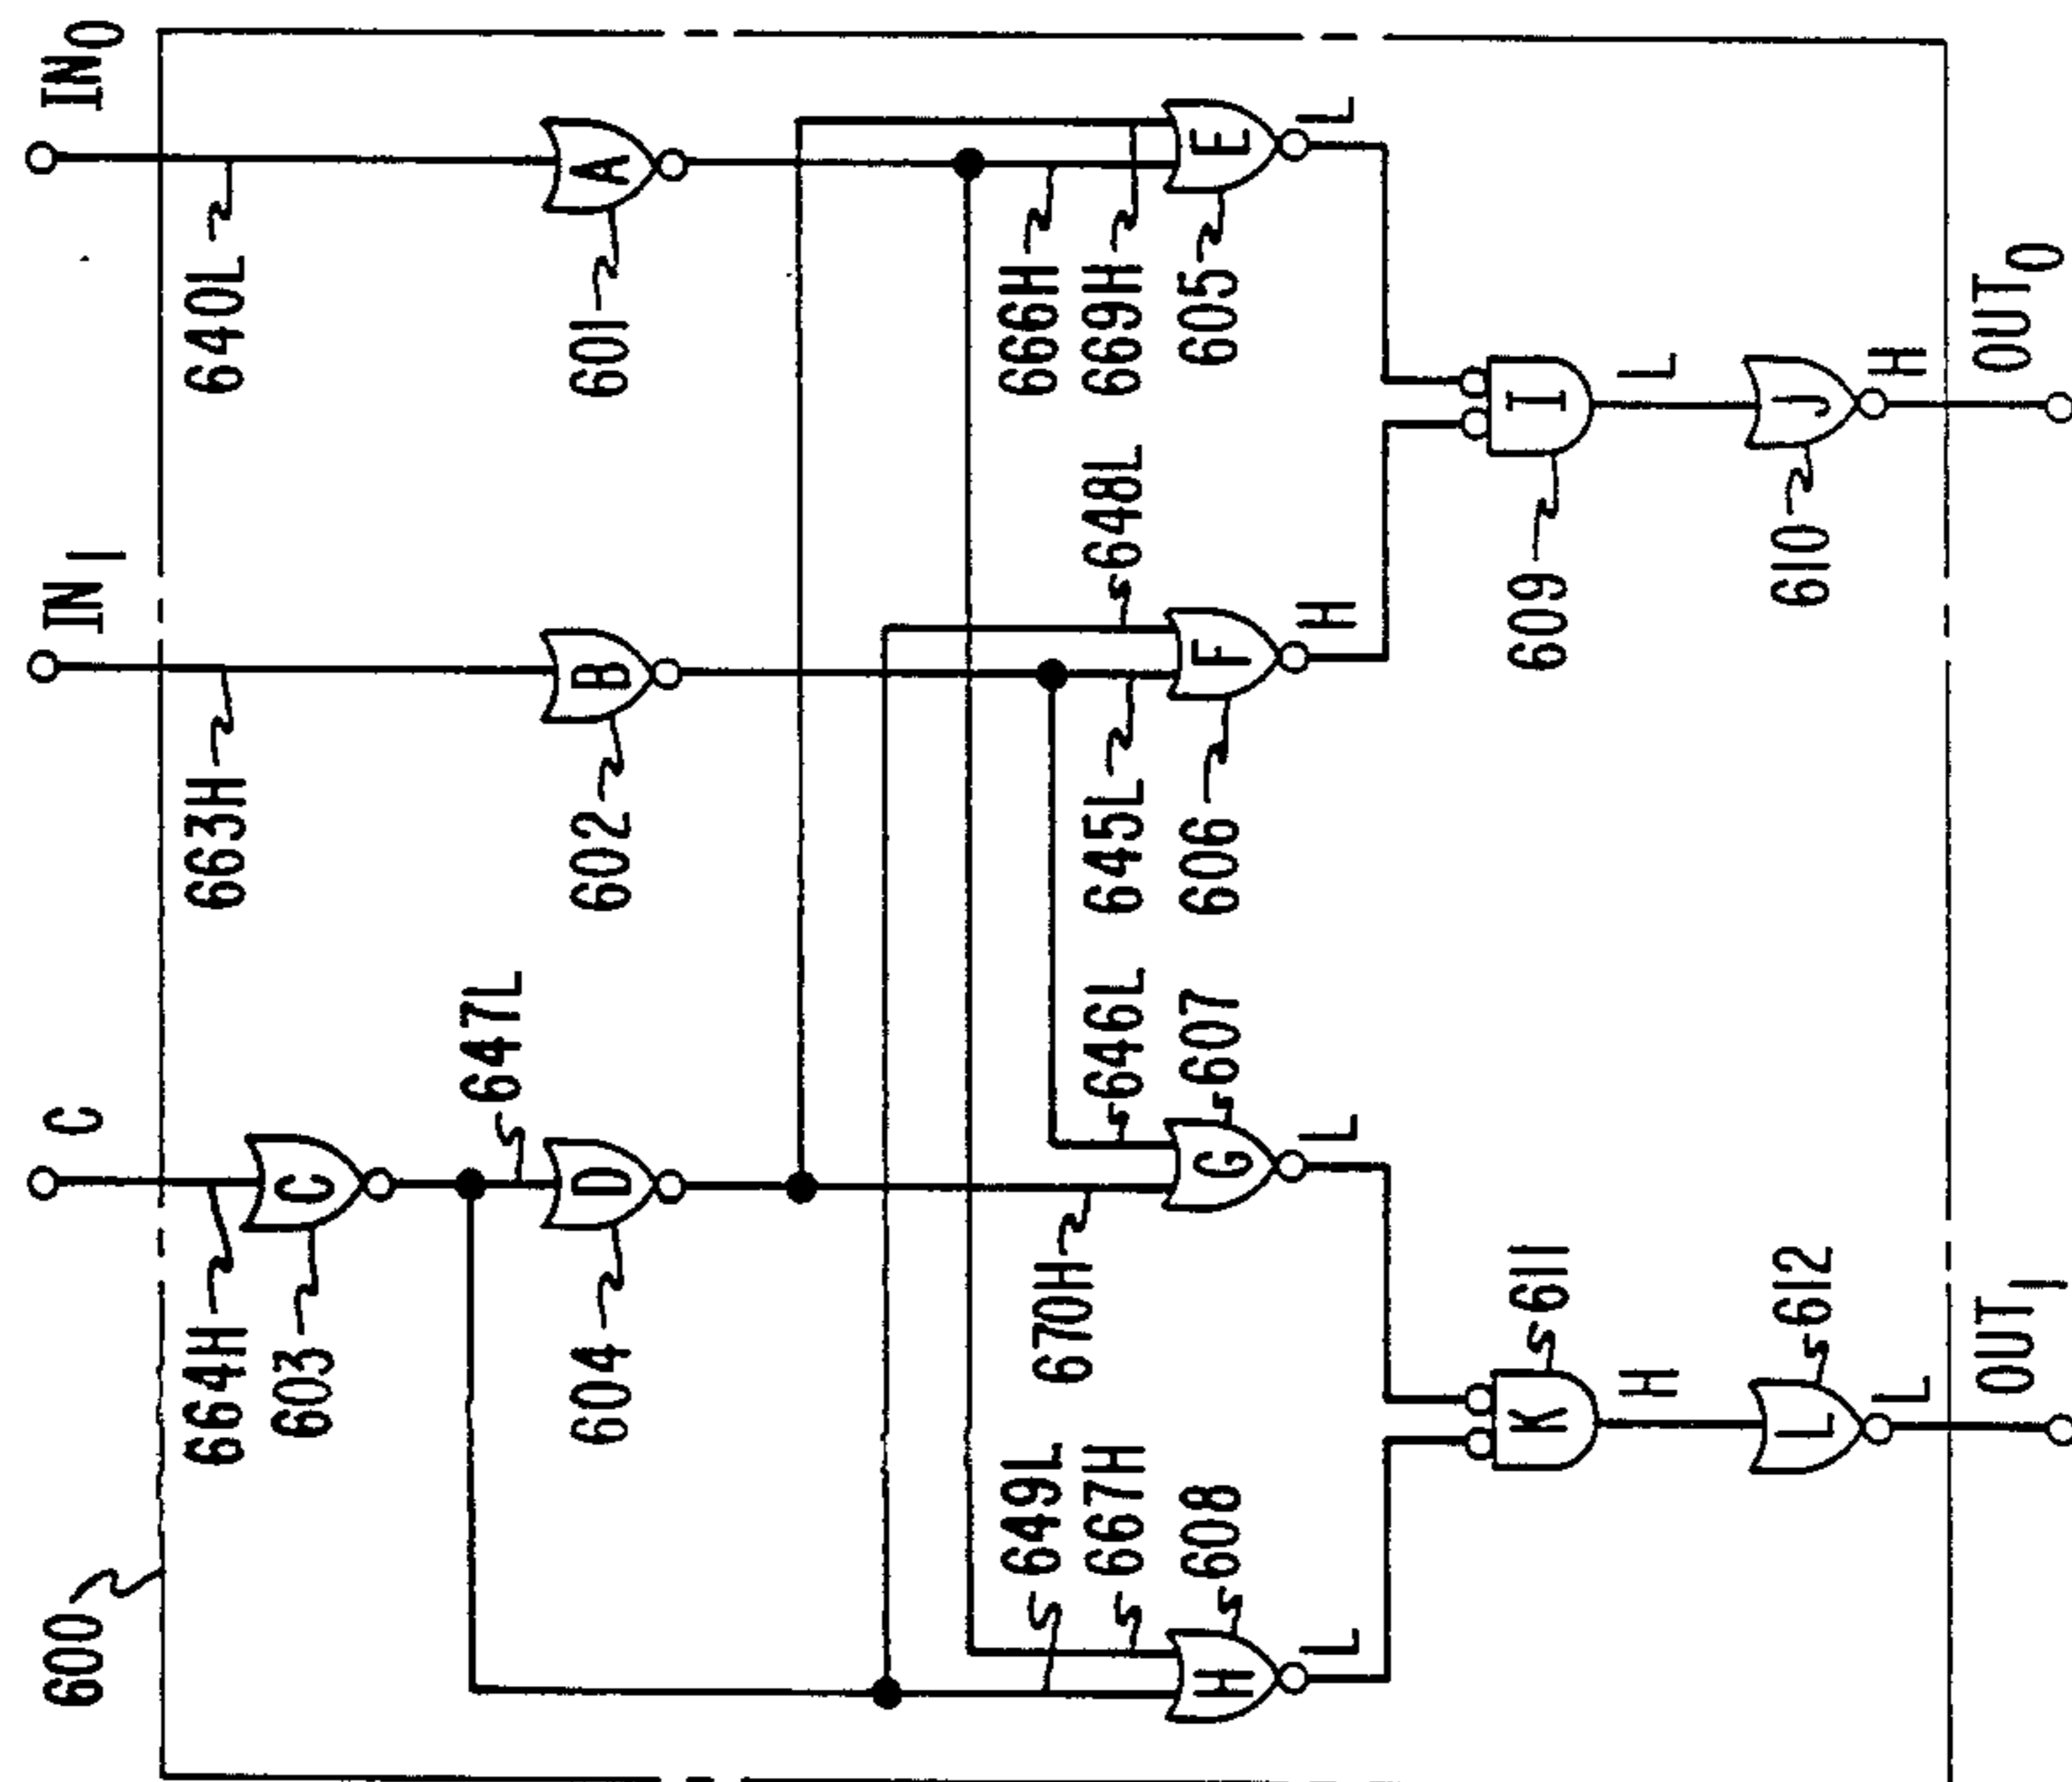 600 C IN1 IN0
664H 663H 640L
603 C
647L
604 D 602 B 601 A
649L 666H
670H
667H 646L 645L 648L 669H
H 608 G 607 606 F 605 E
L L H L
K 611 609 I
H L
L 612 610 J
L H
OUT1 OUT0